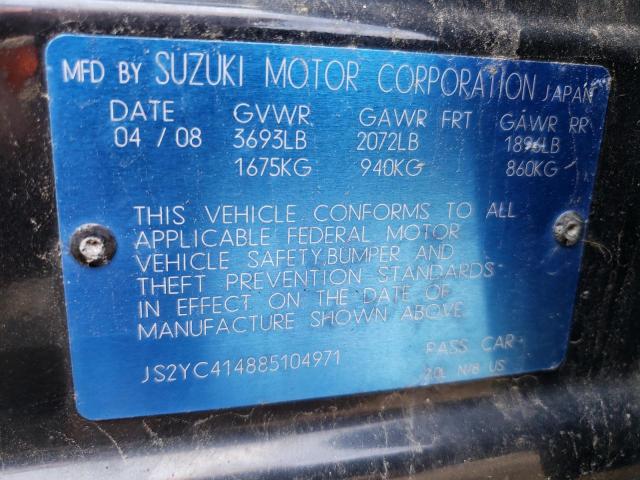 MFD BY SUZUKI MOTOR CORPORATION JAPAN
DATE GVWR GAWR FRT GAWR RR
04 / 08 3693LB 2072LB 1896LB
1675KG 940KG 860KG
THIS VEHICLE CONFORMS TO ALL
APPLICABLE FEDERAL MOTOR
VEHICLE SAFETY,BUMPER AND
THEFT PREVENTION STANDARDS
IN EFFECT ON THE DATE OF
MANUFACTURE SHOWN ABOVE.
JS2YC414885104971 PASS CAR
US